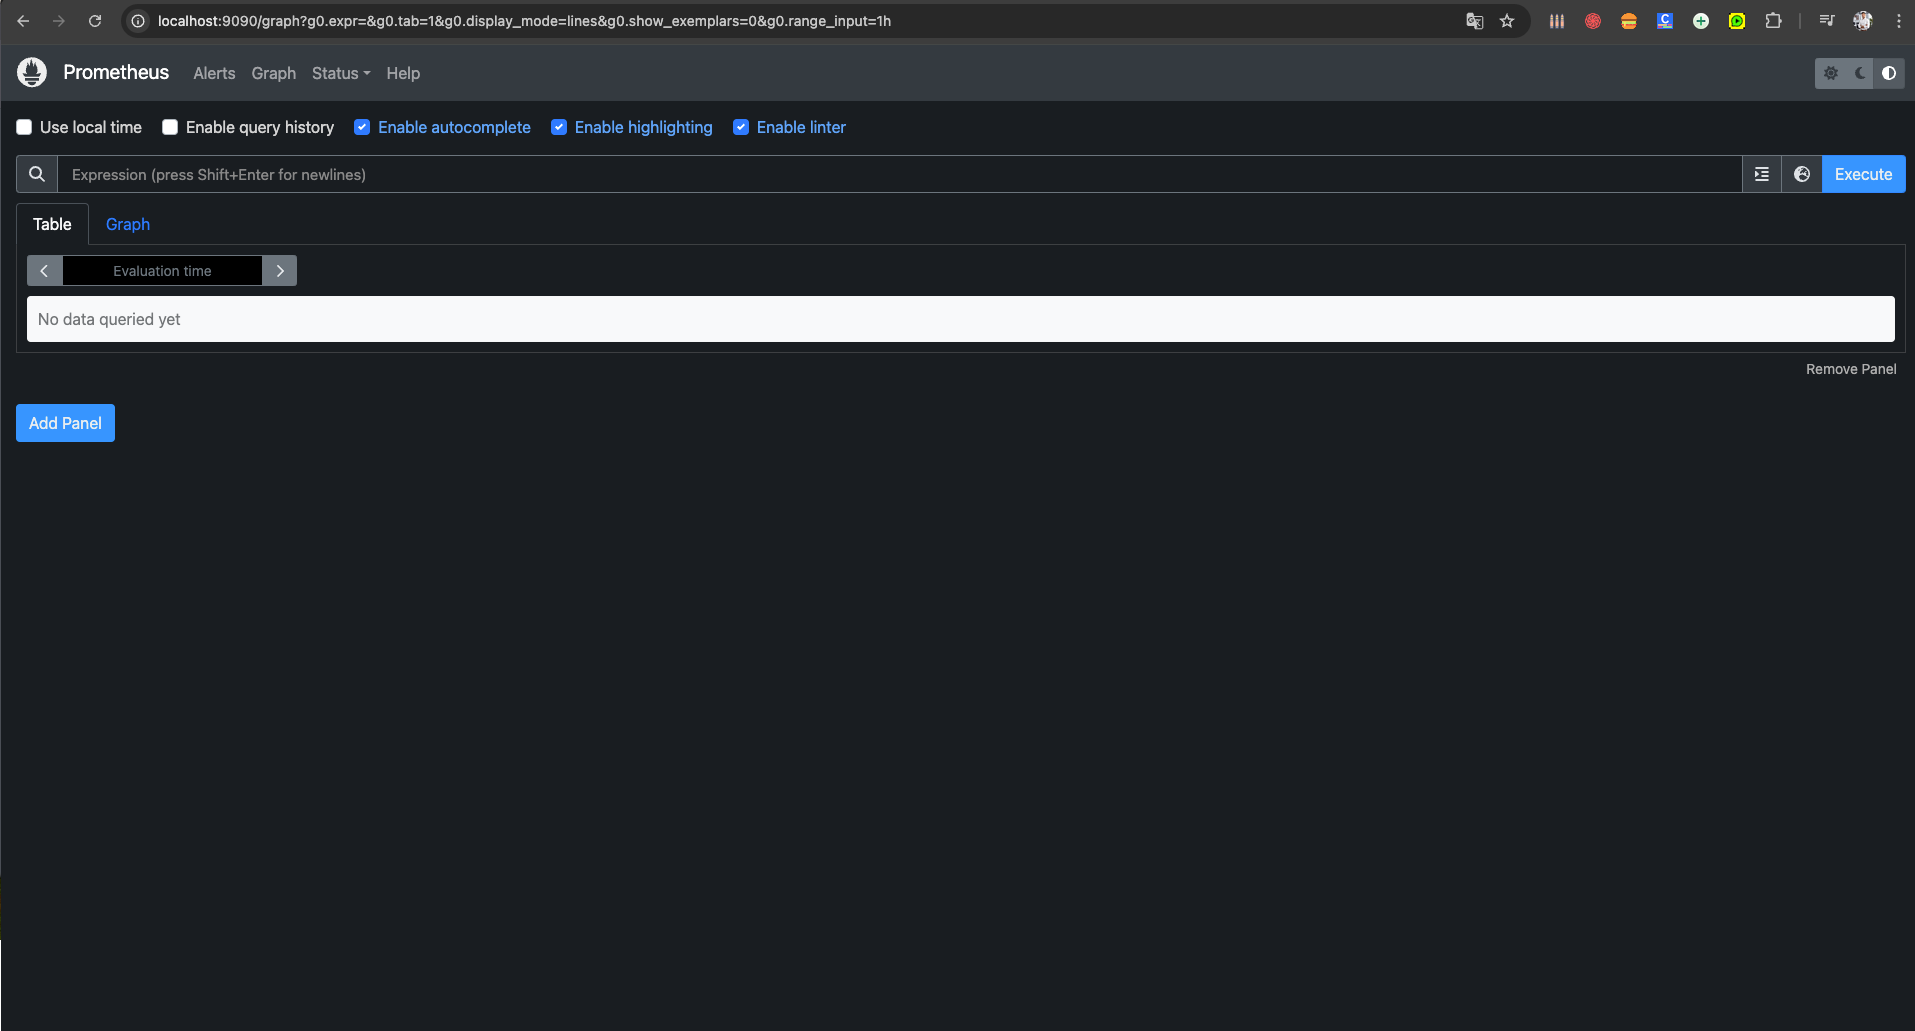 localhost:9090/graph?g0.expr=&g0.tab=1&g0.display_mode=lines&g0.show_exemplars=0&g0.range_input=1h
Prometheus Alerts Graph Status Help
Use local time Enable query history Enable autocomplete Enable highlighting Enable linter
Expression (press Shift+Enter for newlines) Execute
Table Graph
Evaluation time
No data queried yet
Remove Panel
Add Panel